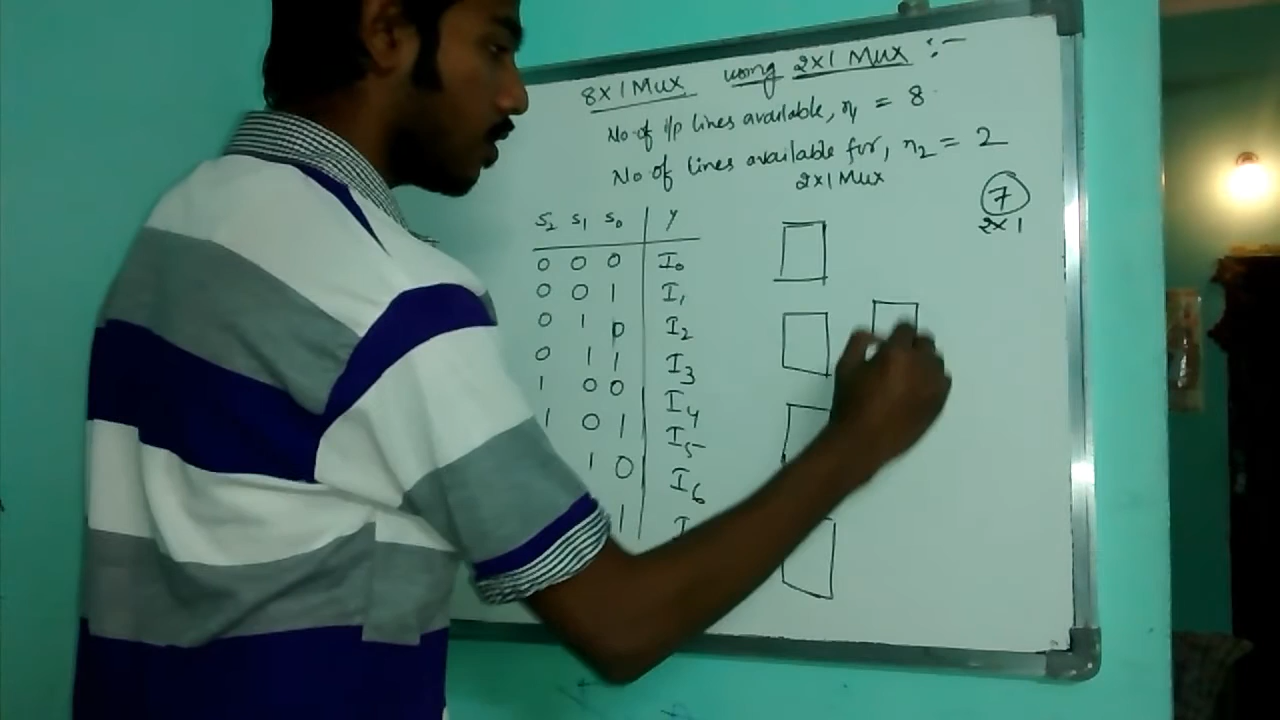 8x1 Mux using 2x1 Mux :-
No of i/p lines available, n1 = 8
No of lines available for, n2 = 2
2x1 Mux
7
2x1
S2 S1 S0 Y
0 0 0 I0
0 0 1 I1
0 1 0 I2
0 1 1 I3
1 0 0 I4
1 0 1 I5
1 0 I6
1 I